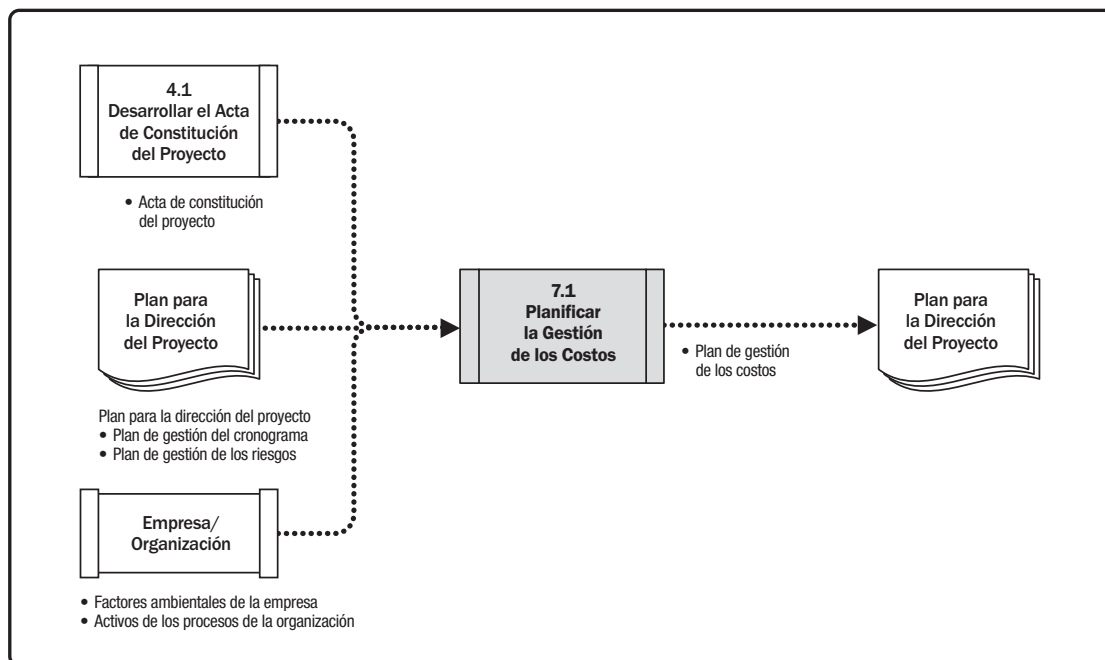 4.1
Desarrollar el Acta
de Constitución
del Proyecto
• Acta de constitución
del proyecto
Plan para
la Dirección
del Proyecto
Plan para la dirección del proyecto
• Plan de gestión del cronograma
• Plan de gestión de los riesgos
Empresa/
Organización
• Factores ambientales de la empresa
• Activos de los procesos de la organización
7.1
Planificar
la Gestión
de los Costos
• Plan de gestión
de los costos
Plan para
la Dirección
del Proyecto